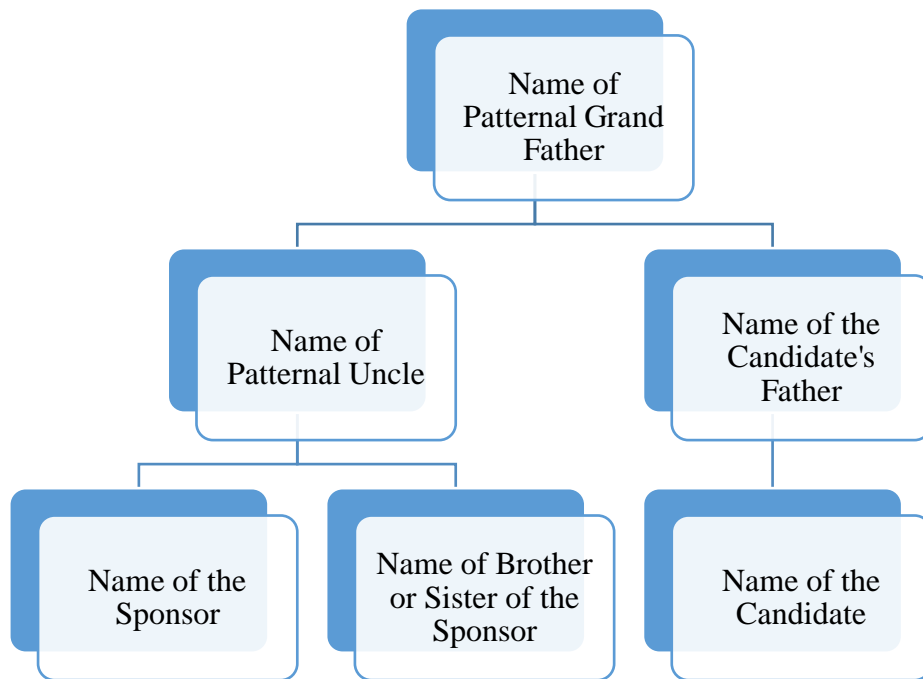 Name of
Patternal Grand
Father
Name of
Patternal Uncle
Name of the
Candidate's
Father
Name of the
Sponsor
Name of Brother
or Sister of the
Sponsor
Name of the
Candidate